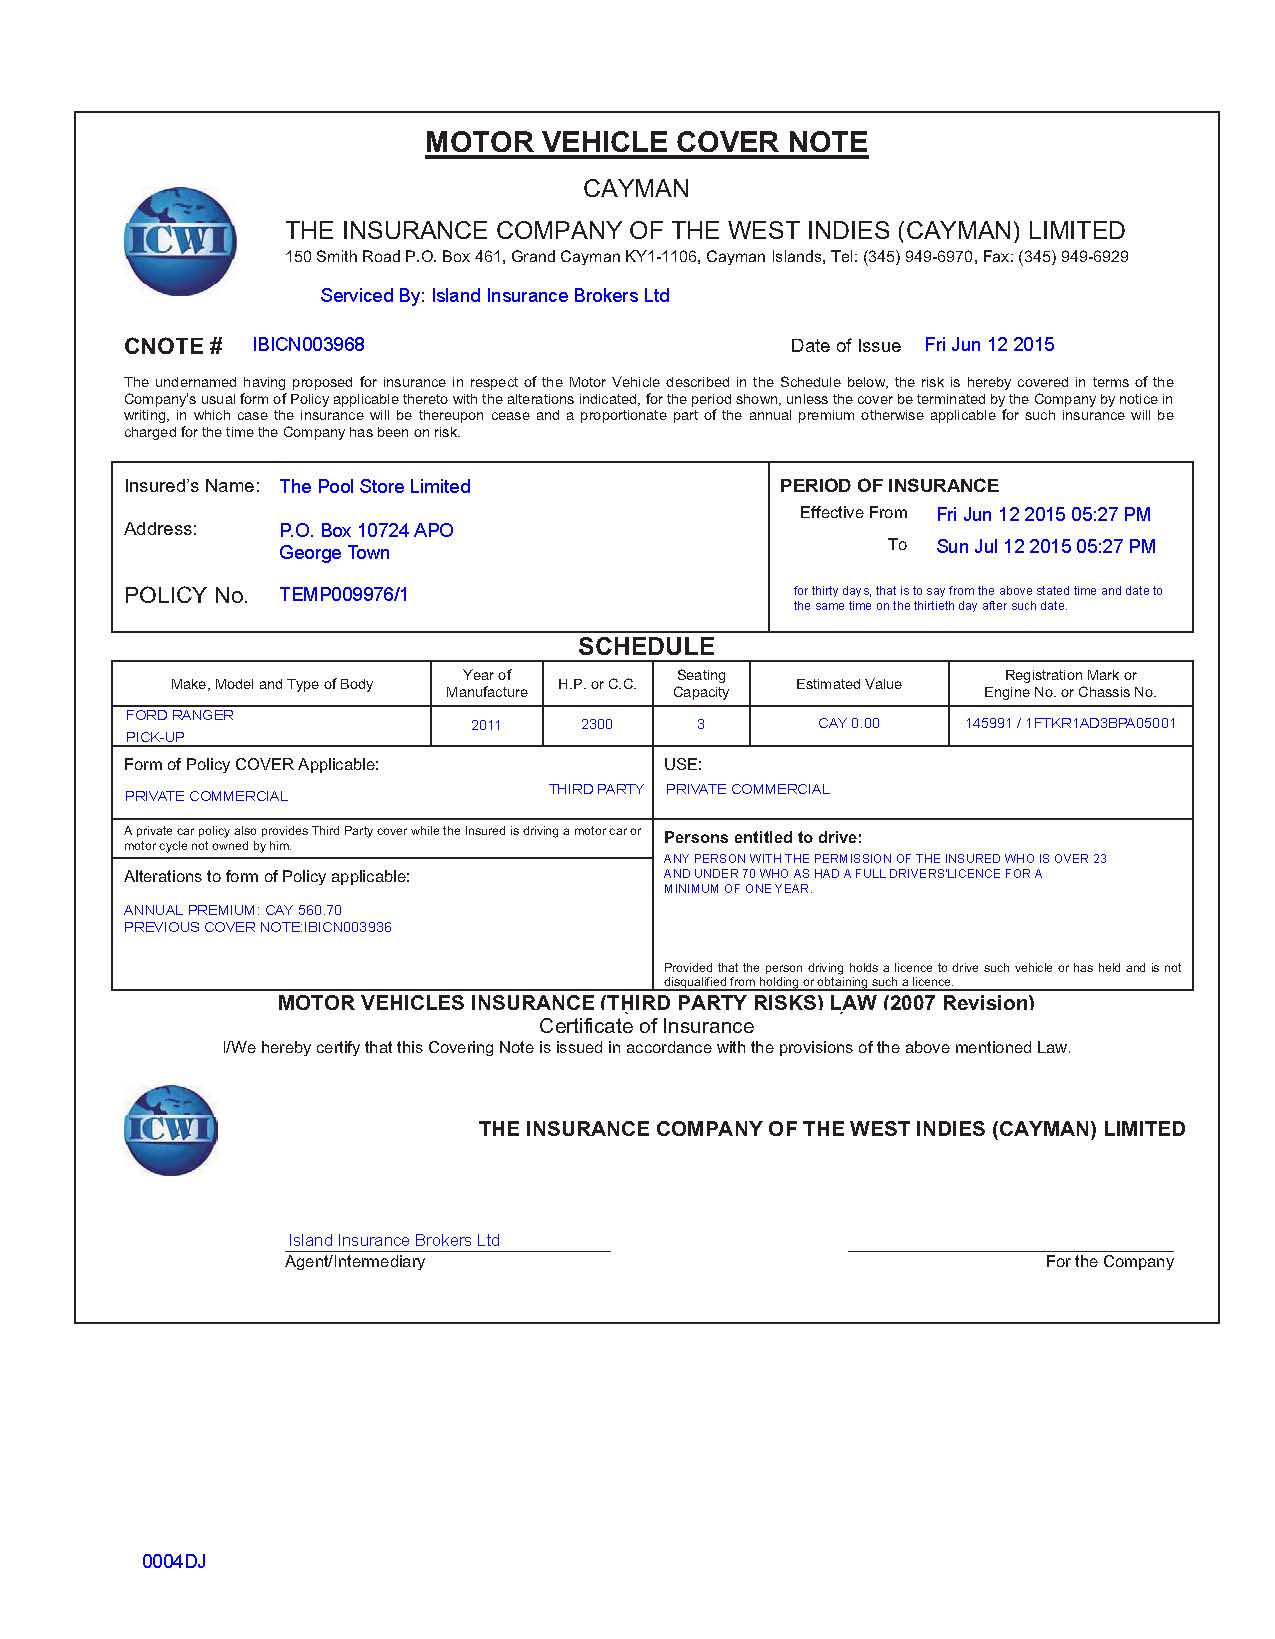 MOTOR VEHICLE COVER NOTE
CAYMAN
ICWI
THE INSURANCE COMPANY OF THE WEST INDIES (CAYMAN) LIMITED
150 Smith Road P.O. Box 461, Grand Cayman KY1-1106, Cayman Islands, Tel: (345) 949-6970, Fax: (345) 949-6929
Serviced By: Island Insurance Brokers Ltd
CNOTE # IBICN003968 Date of Issue Fri Jun 12 2015
The undernamed having proposed for insurance in respect of the Motor Vehicle described in the Schedule below, the risk is hereby covered in terms of the
Company's usual form of Policy applicable thereto with the alterations indicated, for the period shown, unless the cover be terminated by the Company by notice in
writing, in which case the insurance will be thereupon cease and a proportionate part of the annual premium otherwise applicable for such insurance will be
charged for the time the Company has been on risk.
Insured's Name: The Pool Store Limited
Address: P.O. Box 10724 APO
George Town
POLICY No. TEMP009976/1
PERIOD OF INSURANCE
Effective From Fri Jun 12 2015 05:27 PM
To Sun Jul 12 2015 05:27 PM
for thirty days, that is to say from the above stated time and date to
the same time on the thirtieth day after such date.
SCHEDULE
Make, Model and Type of Body
Year of
Manufacture
H.P. or C.C.
Seating
Capacity
Estimated Value
Registration Mark or
Engine No. or Chassis No.
FORD RANGER
PICK-UP
2011
2300
3
CAY 0.00
145991 / 1FTKR1AD3BPA05001
Form of Policy COVER Applicable:
PRIVATE COMMERCIAL THIRD PARTY
USE:
PRIVATE COMMERCIAL
A private car policy also provides Third Party cover while the Insured is driving a motor car or
motor cycle not owned by him.
Alterations to form of Policy applicable:
ANNUAL PREMIUM: CAY 560.70
PREVIOUS COVER NOTE:IBICN003936
Persons entitled to drive:
ANY PERSON WITH THE PERMISSION OF THE INSURED WHO IS OVER 23
AND UNDER 70 WHO AS HAD A FULL DRIVERS'LICENCE FOR A
MINIMUM OF ONE YEAR.
Provided that the person driving holds a licence to drive such vehicle or has held and is not
disqualified from holding or obtaining such a licence.
MOTOR VEHICLES INSURANCE (THIRD PARTY RISKS) LAW (2007 Revision)
Certificate of Insurance
I/We hereby certify that this Covering Note is issued in accordance with the provisions of the above mentioned Law.
ICWI
THE INSURANCE COMPANY OF THE WEST INDIES (CAYMAN) LIMITED
Island Insurance Brokers Ltd
Agent/Intermediary For the Company
0004DJ